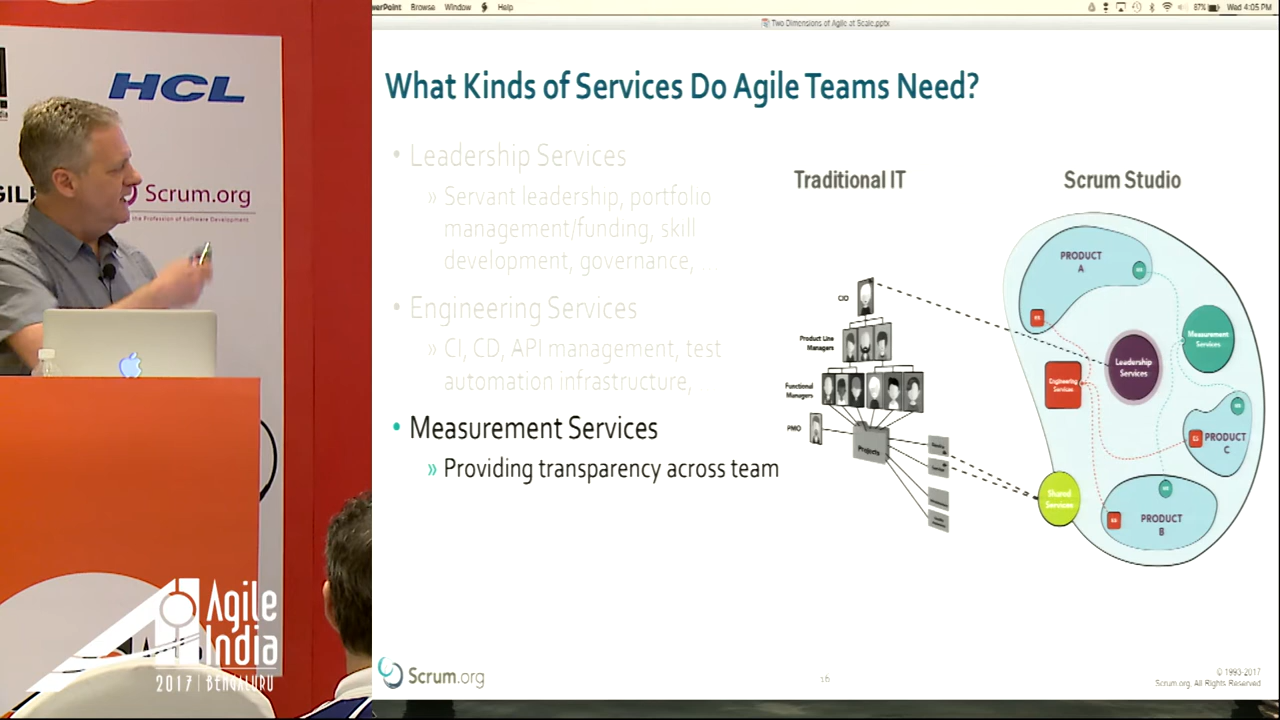 PowerPoint Browse Window Help
87% Wed 4:05 PM
Two Dimensions of Agile at Scale.pptx
What Kinds of Services Do Agile Teams Need?
• Leadership Services
» Servant leadership, portfolio
management/funding, skill
development, governance,
• Engineering Services
» CI, CD, API management, test
automation infrastructure,
• Measurement Services
» Providing transparency across team
Traditional IT
CIO
Product Line
Managers
Functional
Managers
PMO
Projects
Scrum Studio
PRODUCT
A
Measurement
Services
Leadership
Services
Engineering
Services
PRODUCT
C
Shared
Services
PRODUCT
B
Scrum.org
16
© 1993-2017
Scrum.org, All Rights Reserved
HCL
Scrum.org
the Profession of Software Development
Agile
India
2017 | BENGALURU